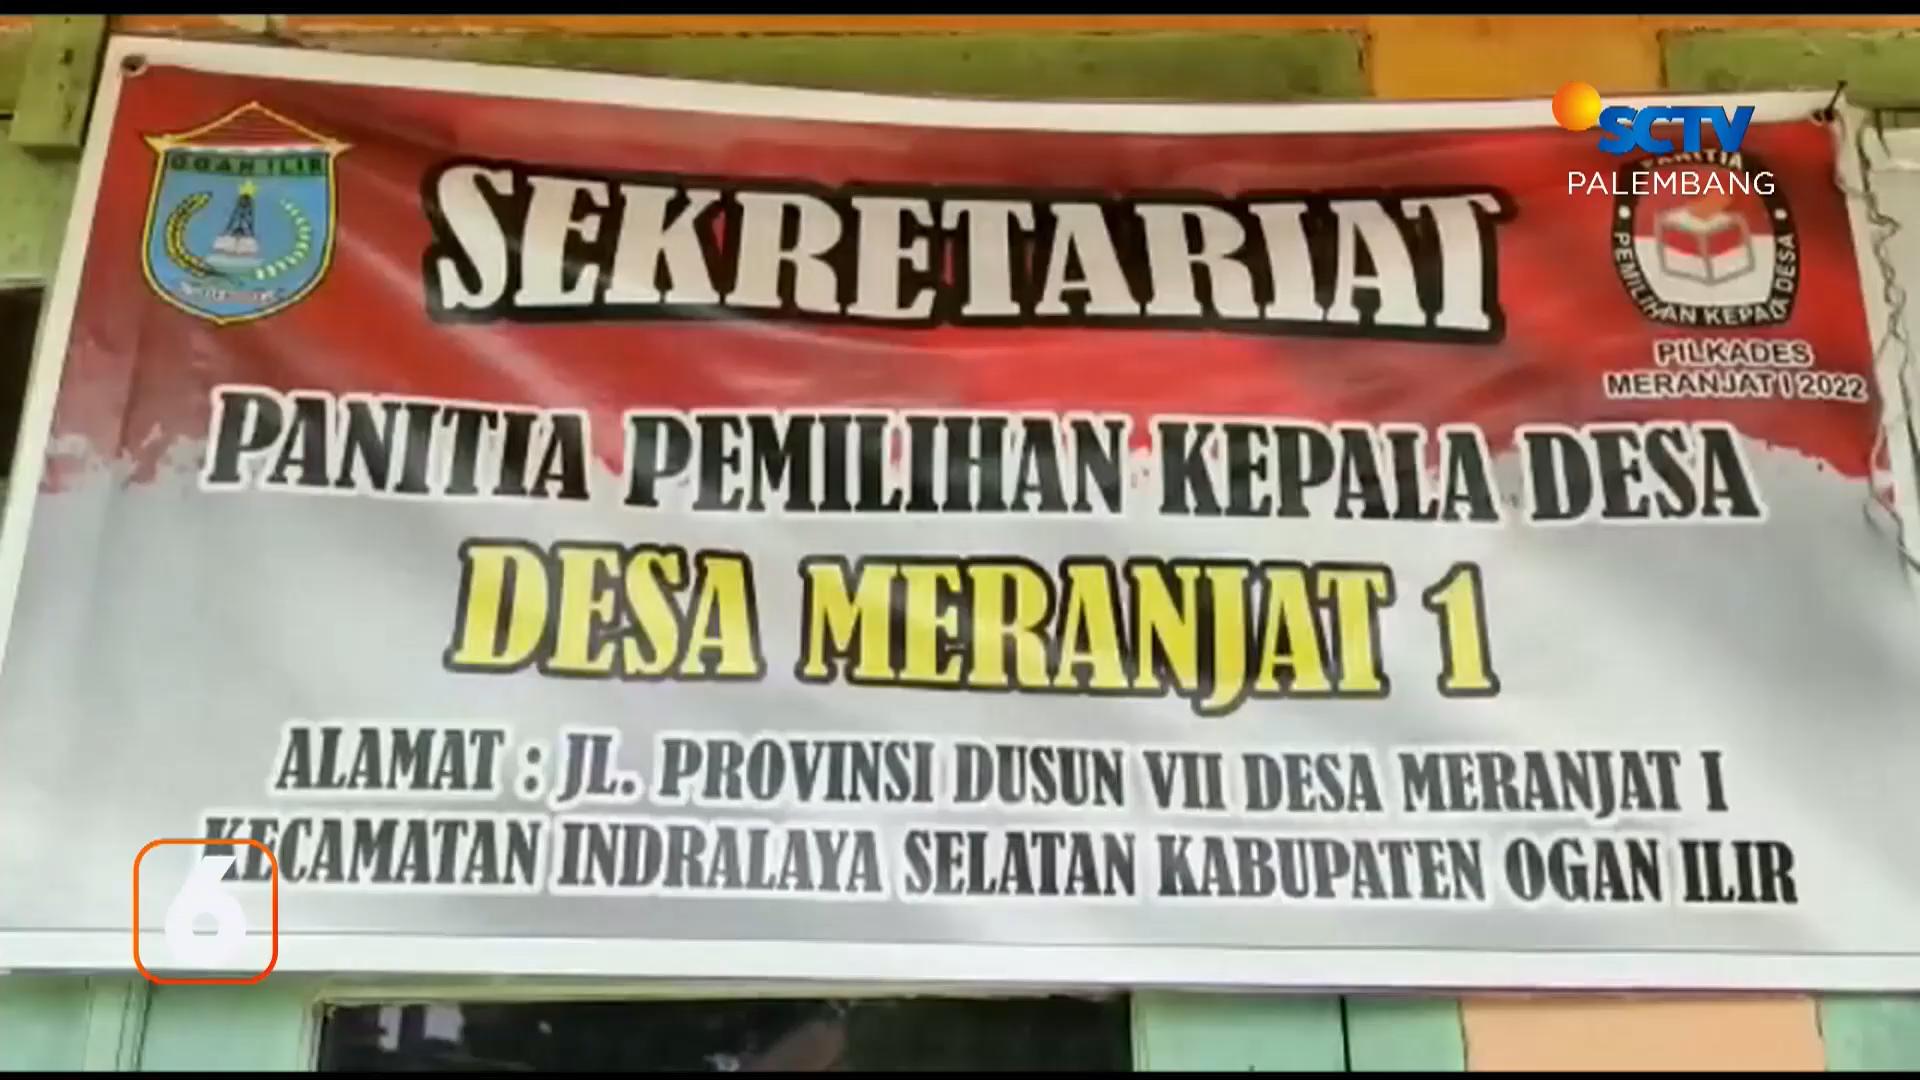 SCTV
PALEMBANG
OGAN ILIR
SEKRETARIAT
PANITIA
PEMILIHAN KEPALA DESA
PILKADES
MERANJAT I 2022
PANITIA PEMILIHAN KEPALA DESA
DESA MERANJAT 1
ALAMAT : JL. PROVINSI DUSUN VII DESA MERANJAT I
KECAMATAN INDRALAYA SELATAN KABUPATEN OGAN ILIR
6